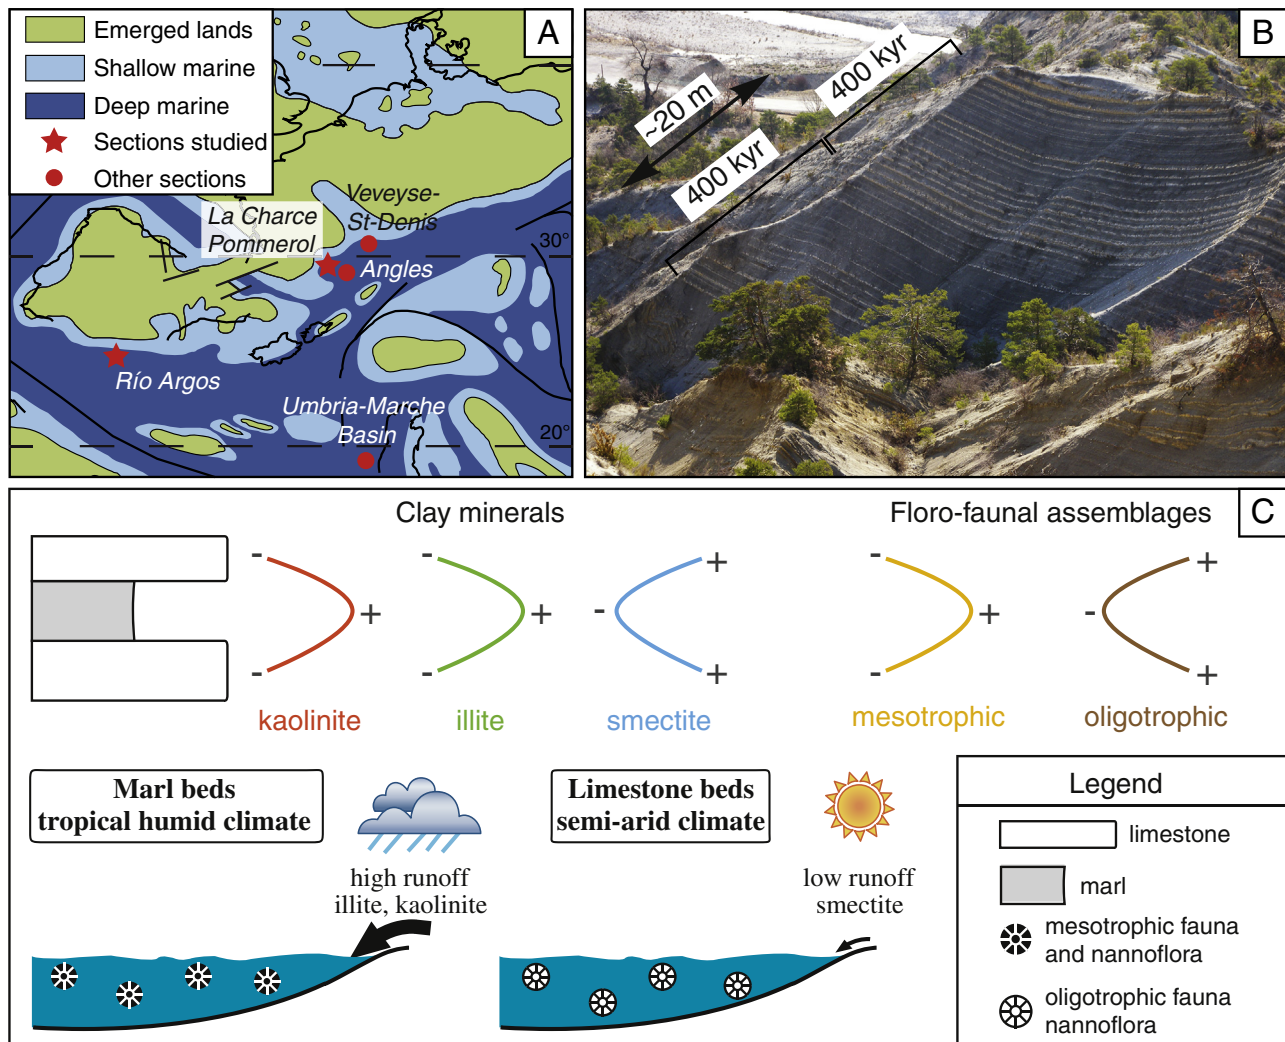 Emerged lands
Shallow marine
Deep marine
Sections studied
Other sections
A
Veveyse-
St-Denis
La Charce
Pommerol
30°
Angles
Río Argos
Umbria-Marche
Basin
20°
B
400 kyr
~20 m
400 kyr
C
Clay minerals
Floro-faunal assemblages
- - + - +
+ + - + -
- - + - +
kaolinite
illite
smectite
mesotrophic
oligotrophic
Marl beds
tropical humid climate
high runoff
illite, kaolinite
Limestone beds
semi-arid climate
low runoff
smectite
Legend
limestone
marl
mesotrophic fauna
and nannoflora
oligotrophic fauna
nannoflora